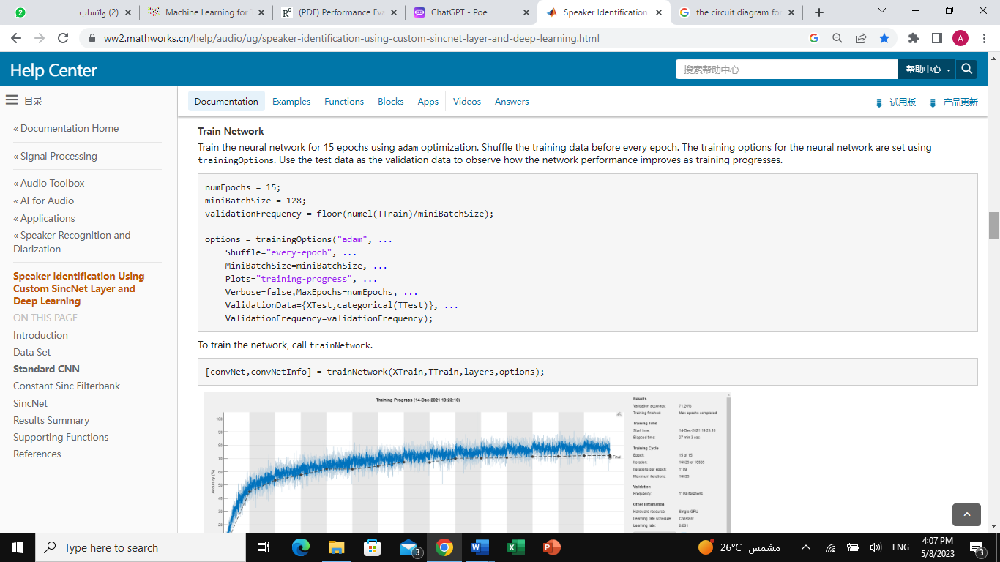 2
(2) واتساب
Machine Learning for
(PDF) Performance Eva
ChatGPT - Poe
Speaker Identification
the circuit diagram for
ww2.mathworks.cn/help/audio/ug/speaker-identification-using-custom-sincnet-layer-and-deep-learning.html
A
Help Center
搜索帮助中心
帮助中心
目录
Documentation
Examples
Functions
Blocks
Apps
Videos
Answers
试用版
产品更新
« Documentation Home
« Signal Processing
« Audio Toolbox
« AI for Audio
« Applications
« Speaker Recognition and
Diarization
Speaker Identification Using
Custom SincNet Layer and
Deep Learning
ON THIS PAGE
Introduction
Data Set
Standard CNN
Constant Sinc Filterbank
SincNet
Results Summary
Supporting Functions
References
Train Network
Train the neural network for 15 epochs using adam optimization. Shuffle the training data before every epoch. The training options for the neural network are set using
trainingOptions. Use the test data as the validation data to observe how the network performance improves as training progresses.
numEpochs = 15;
miniBatchSize = 128;
validationFrequency = floor(numel(TTrain)/miniBatchSize);
options = trainingOptions("adam", ...
Shuffle="every-epoch", ...
MiniBatchSize=miniBatchSize, ...
Plots="training-progress", ...
Verbose=false,MaxEpochs=numEpochs, ...
ValidationData={XTest,categorical(TTest)}, ...
ValidationFrequency=validationFrequency);
To train the network, call trainNetwork.
[convNet,convNetInfo] = trainNetwork(XTrain,TTrain,layers,options);
Training Progress (14-Dec-2021 19:23:10)
100
90
80
70
60
50
40
30
20
Accuracy (%)
Final
Results
Validation accuracy: 71.20%
Training finished: Max epochs completed
Training Time
Start time: 14-Dec-2021 19:23:10
Elapsed time: 27 min 3 sec
Training Cycle
Epoch: 15 of 15
Iteration: 16635 of 16635
Iterations per epoch: 1109
Maximum iterations: 16635
Validation
Frequency: 1109 iterations
Other Information
Hardware resource: Single GPU
Learning rate schedule: Constant
Learning rate: 0.001
Type here to search
3
26°C مشمس
ENG
4:07 PM
5/8/2023
3